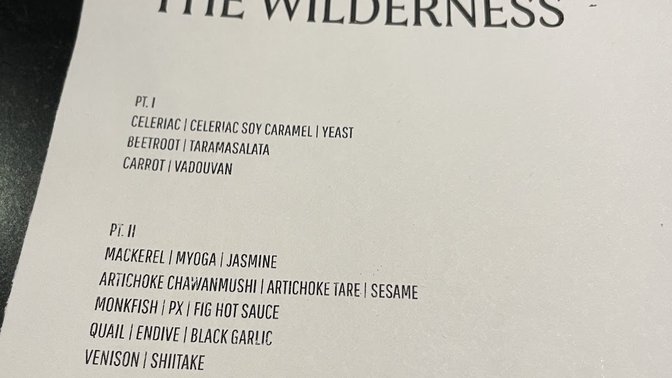 THE WILDERNESS
PT. I
CELERIAC | CELERIAC SOY CARAMEL | YEAST
BEETROOT | TARAMASALATA
CARROT | VADOUVAN
PT. II
MACKEREL | MYOGA | JASMINE
ARTICHOKE CHAWANMUSHI | ARTICHOKE TARE | SESAME
MONKFISH | PX | FIG HOT SAUCE
QUAIL | ENDIVE | BLACK GARLIC
VENISON | SHIITAKE